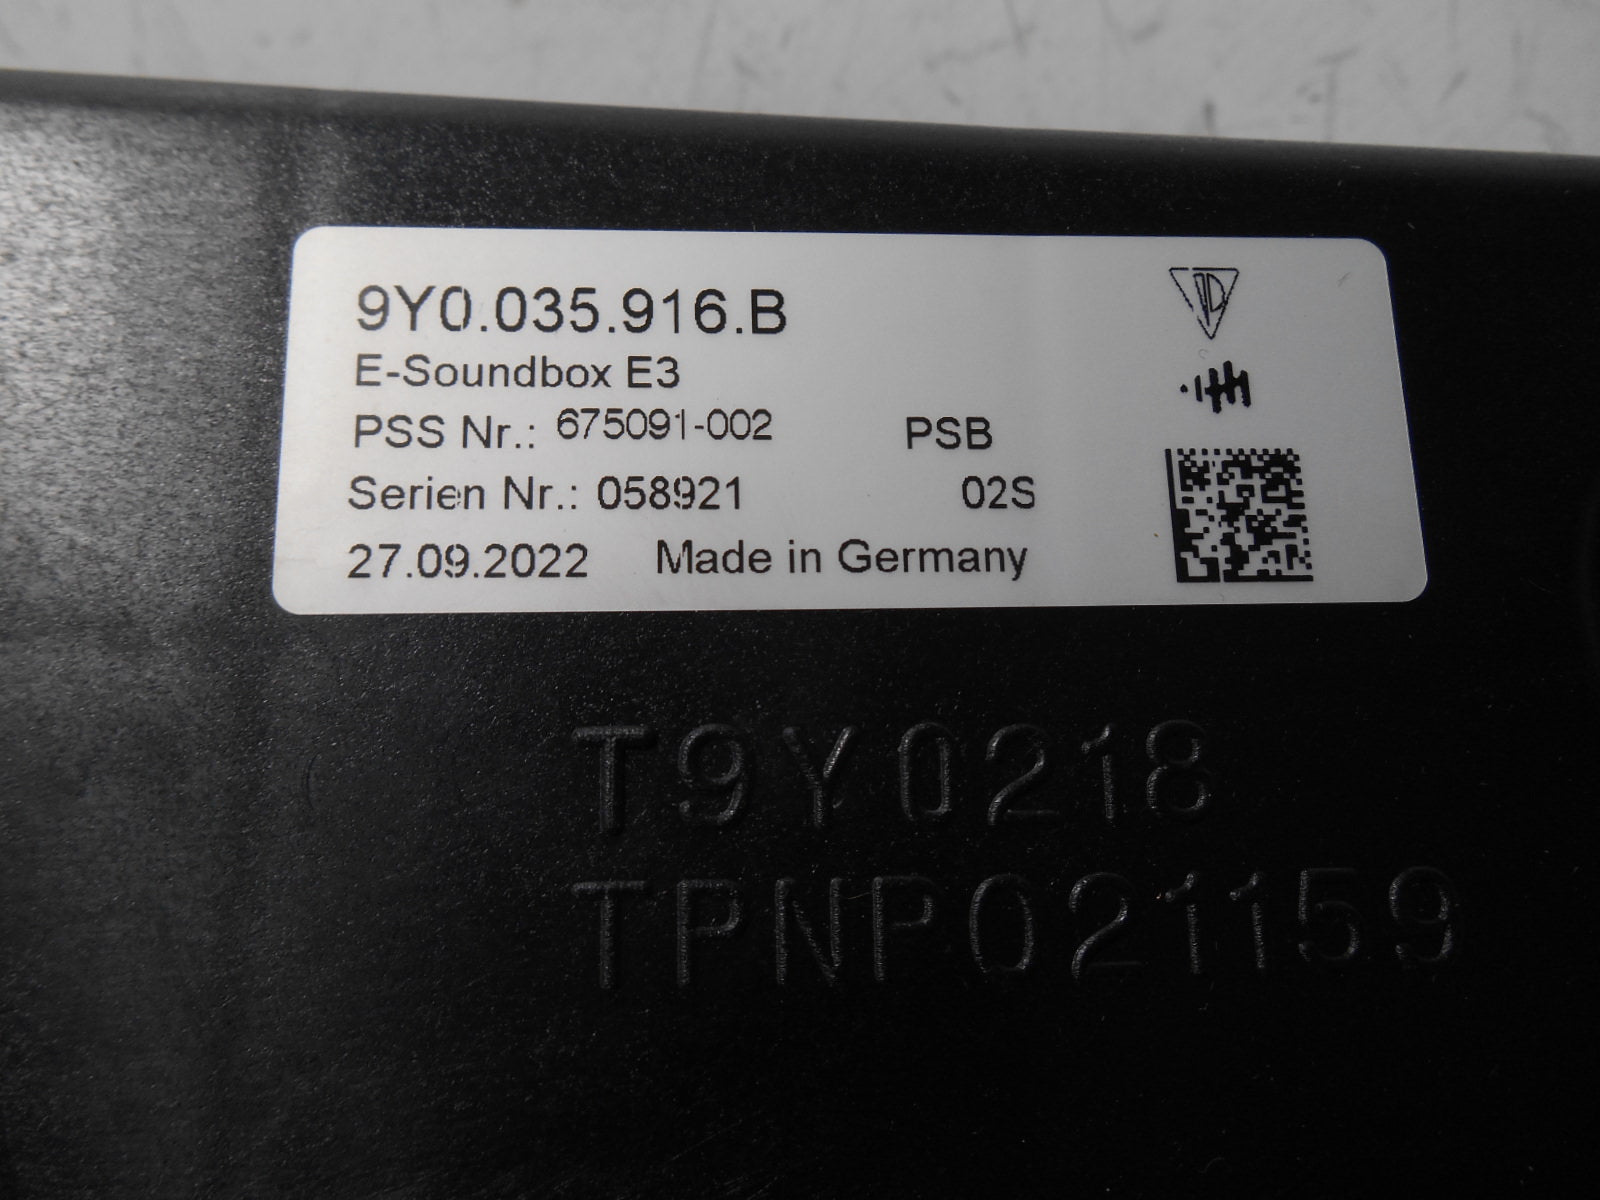 9Y0.035.916.B
E-Soundbox E3
PSS Nr.: 675091-002 PSB
Serien Nr.: 058921 02S
27.09.2022 Made in Germany
T9Y0218
TPNP021159